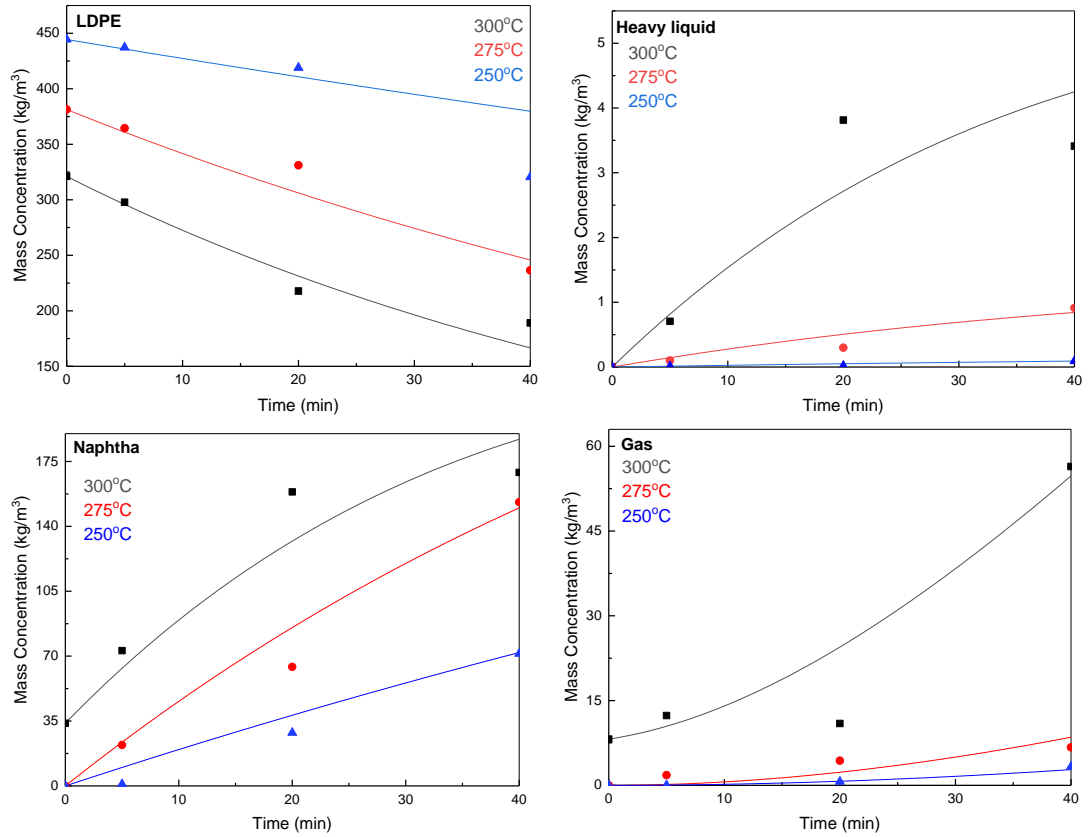 LDPE
300°C
275°C
250°C
Mass Concentration (kg/m³)
450
400
350
300
250
200
150
0
10
20
30
40
Time (min)
Heavy liquid
300°C
275°C
250°C
Mass Concentration (kg/m³)
5
4
3
2
1
0
0
10
20
30
40
Time (min)
Naphtha
300°C
275°C
250°C
Mass Concentration (kg/m³)
175
140
105
70
35
0
0
10
20
30
40
Time (min)
Gas
300°C
275°C
250°C
Mass Concentration (kg/m³)
60
45
30
15
0
0
10
20
30
40
Time (min)